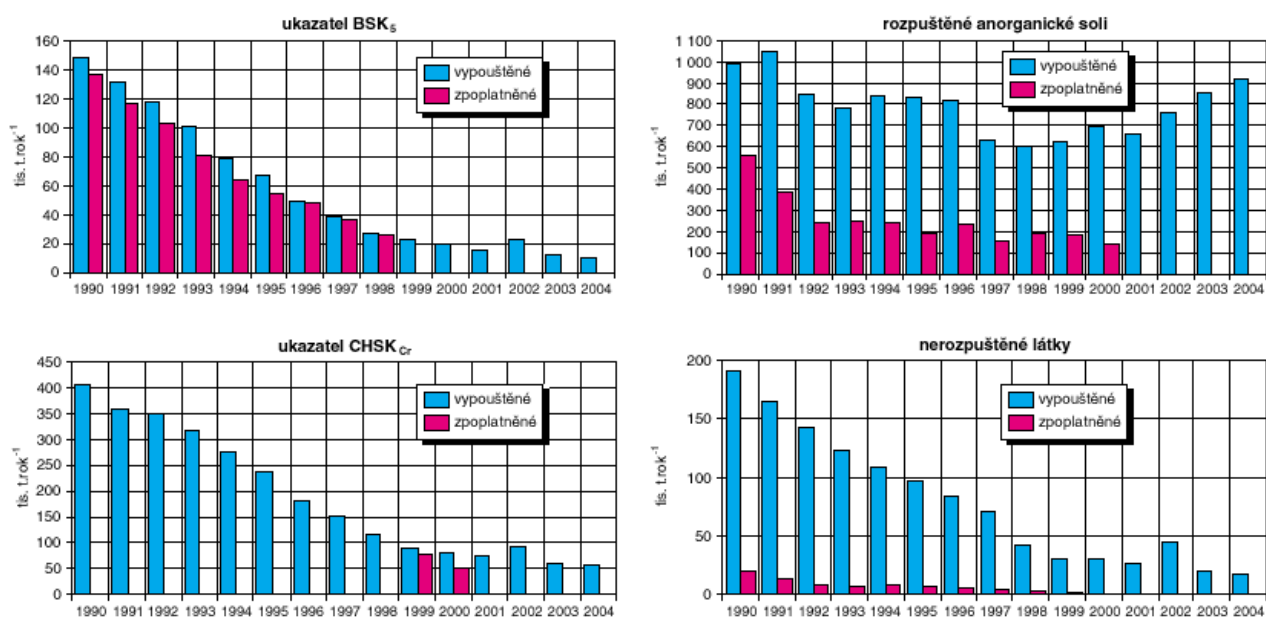 ukazatel BSK₅
160
140
120
100
80
60
40
20
0
tis. t.rok⁻¹
vypouštěné
zpoplatněné
1990 1991 1992 1993 1994 1995 1996 1997 1998 1999 2000 2001 2002 2003 2004
rozpuštěné anorganické soli
1 100
1 000
900
800
700
600
500
400
300
200
100
0
tis. t.rok⁻¹
vypouštěné
zpoplatněné
1990 1991 1992 1993 1994 1995 1996 1997 1998 1999 2000 2001 2002 2003 2004
ukazatel CHSK Cr
450
400
350
300
250
200
150
100
50
0
tis. t.rok⁻¹
vypouštěné
zpoplatněné
1990 1991 1992 1993 1994 1995 1996 1997 1998 1999 2000 2001 2002 2003 2004
nerozpuštěné látky
200
150
100
50
0
tis. t.rok⁻¹
vypouštěné
zpoplatněné
1990 1991 1992 1993 1994 1995 1996 1997 1998 1999 2000 2001 2002 2003 2004